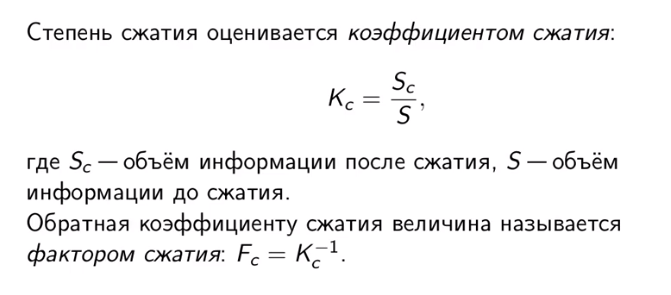 Степень сжатия оценивается коэффициентом сжатия:
K_c = S_c / S,
где S_c — объём информации после сжатия, S — объём
информации до сжатия.
Обратная коэффициенту сжатия величина называется
фактором сжатия: F_c = K_c^{-1}.